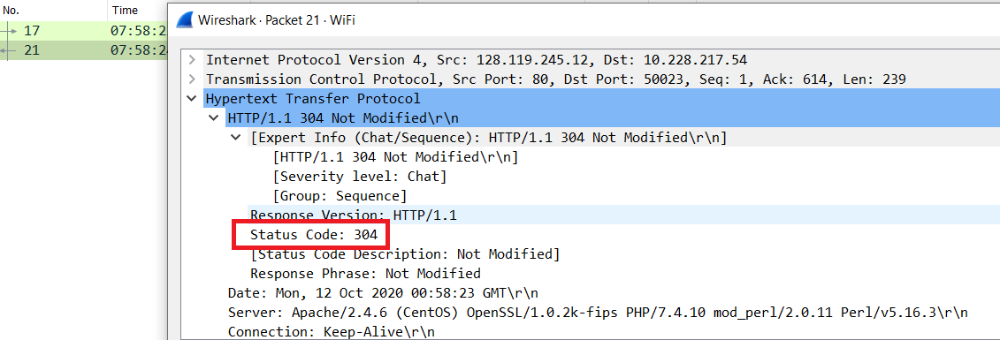 No. Time
17 07:58:2
21 07:58:24
Wireshark · Packet 21 · WiFi
Internet Protocol Version 4, Src: 128.119.245.12, Dst: 10.228.217.54
Transmission Control Protocol, Src Port: 80, Dst Port: 50023, Seq: 1, Ack: 614, Len: 239
Hypertext Transfer Protocol
HTTP/1.1 304 Not Modified\r\n
[Expert Info (Chat/Sequence): HTTP/1.1 304 Not Modified\r\n]
[HTTP/1.1 304 Not Modified\r\n]
[Severity level: Chat]
[Group: Sequence]
Response Version: HTTP/1.1
Status Code: 304
[Status Code Description: Not Modified]
Response Phrase: Not Modified
Date: Mon, 12 Oct 2020 00:58:23 GMT\r\n
Server: Apache/2.4.6 (CentOS) OpenSSL/1.0.2k-fips PHP/7.4.10 mod_perl/2.0.11 Perl/v5.16.3\r\n
Connection: Keep-Alive\r\n